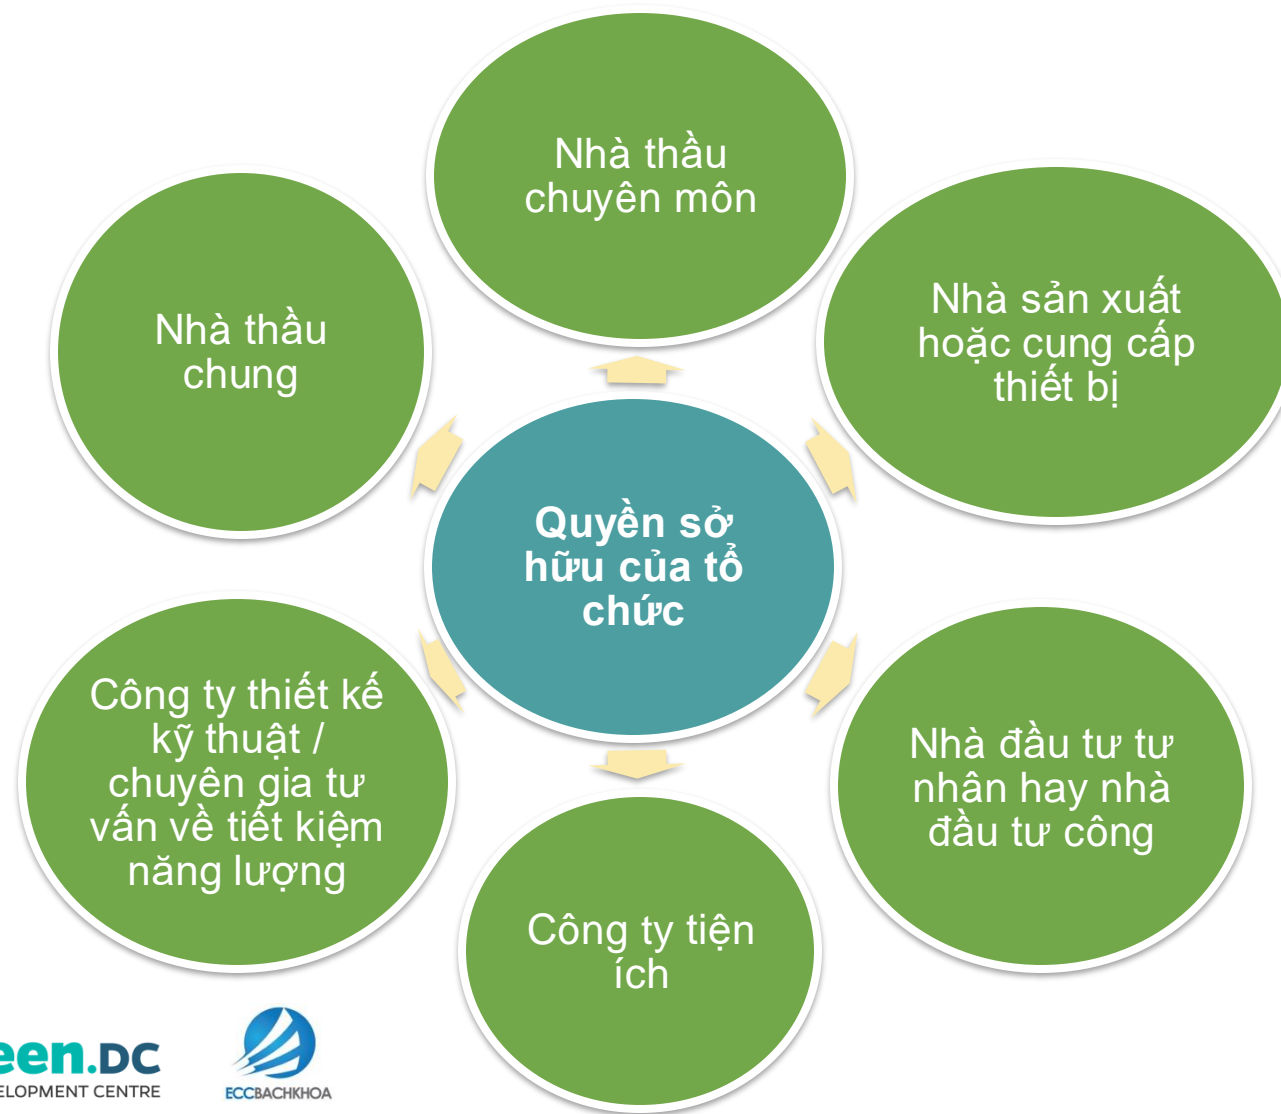 Nhà thầu
chuyên môn
Nhà sản xuất
hoặc cung cấp
thiết bị
Nhà đầu tư tư
nhân hay nhà
đầu tư công
Công ty tiện
ích
Công ty thiết kế
kỹ thuật /
chuyên gia tư
vấn về tiết kiệm
năng lượng
Nhà thầu
chung
Quyền sở
hữu của tổ
chức
een.DC
ELOPMENT CENTRE
ECCBACHKHOA